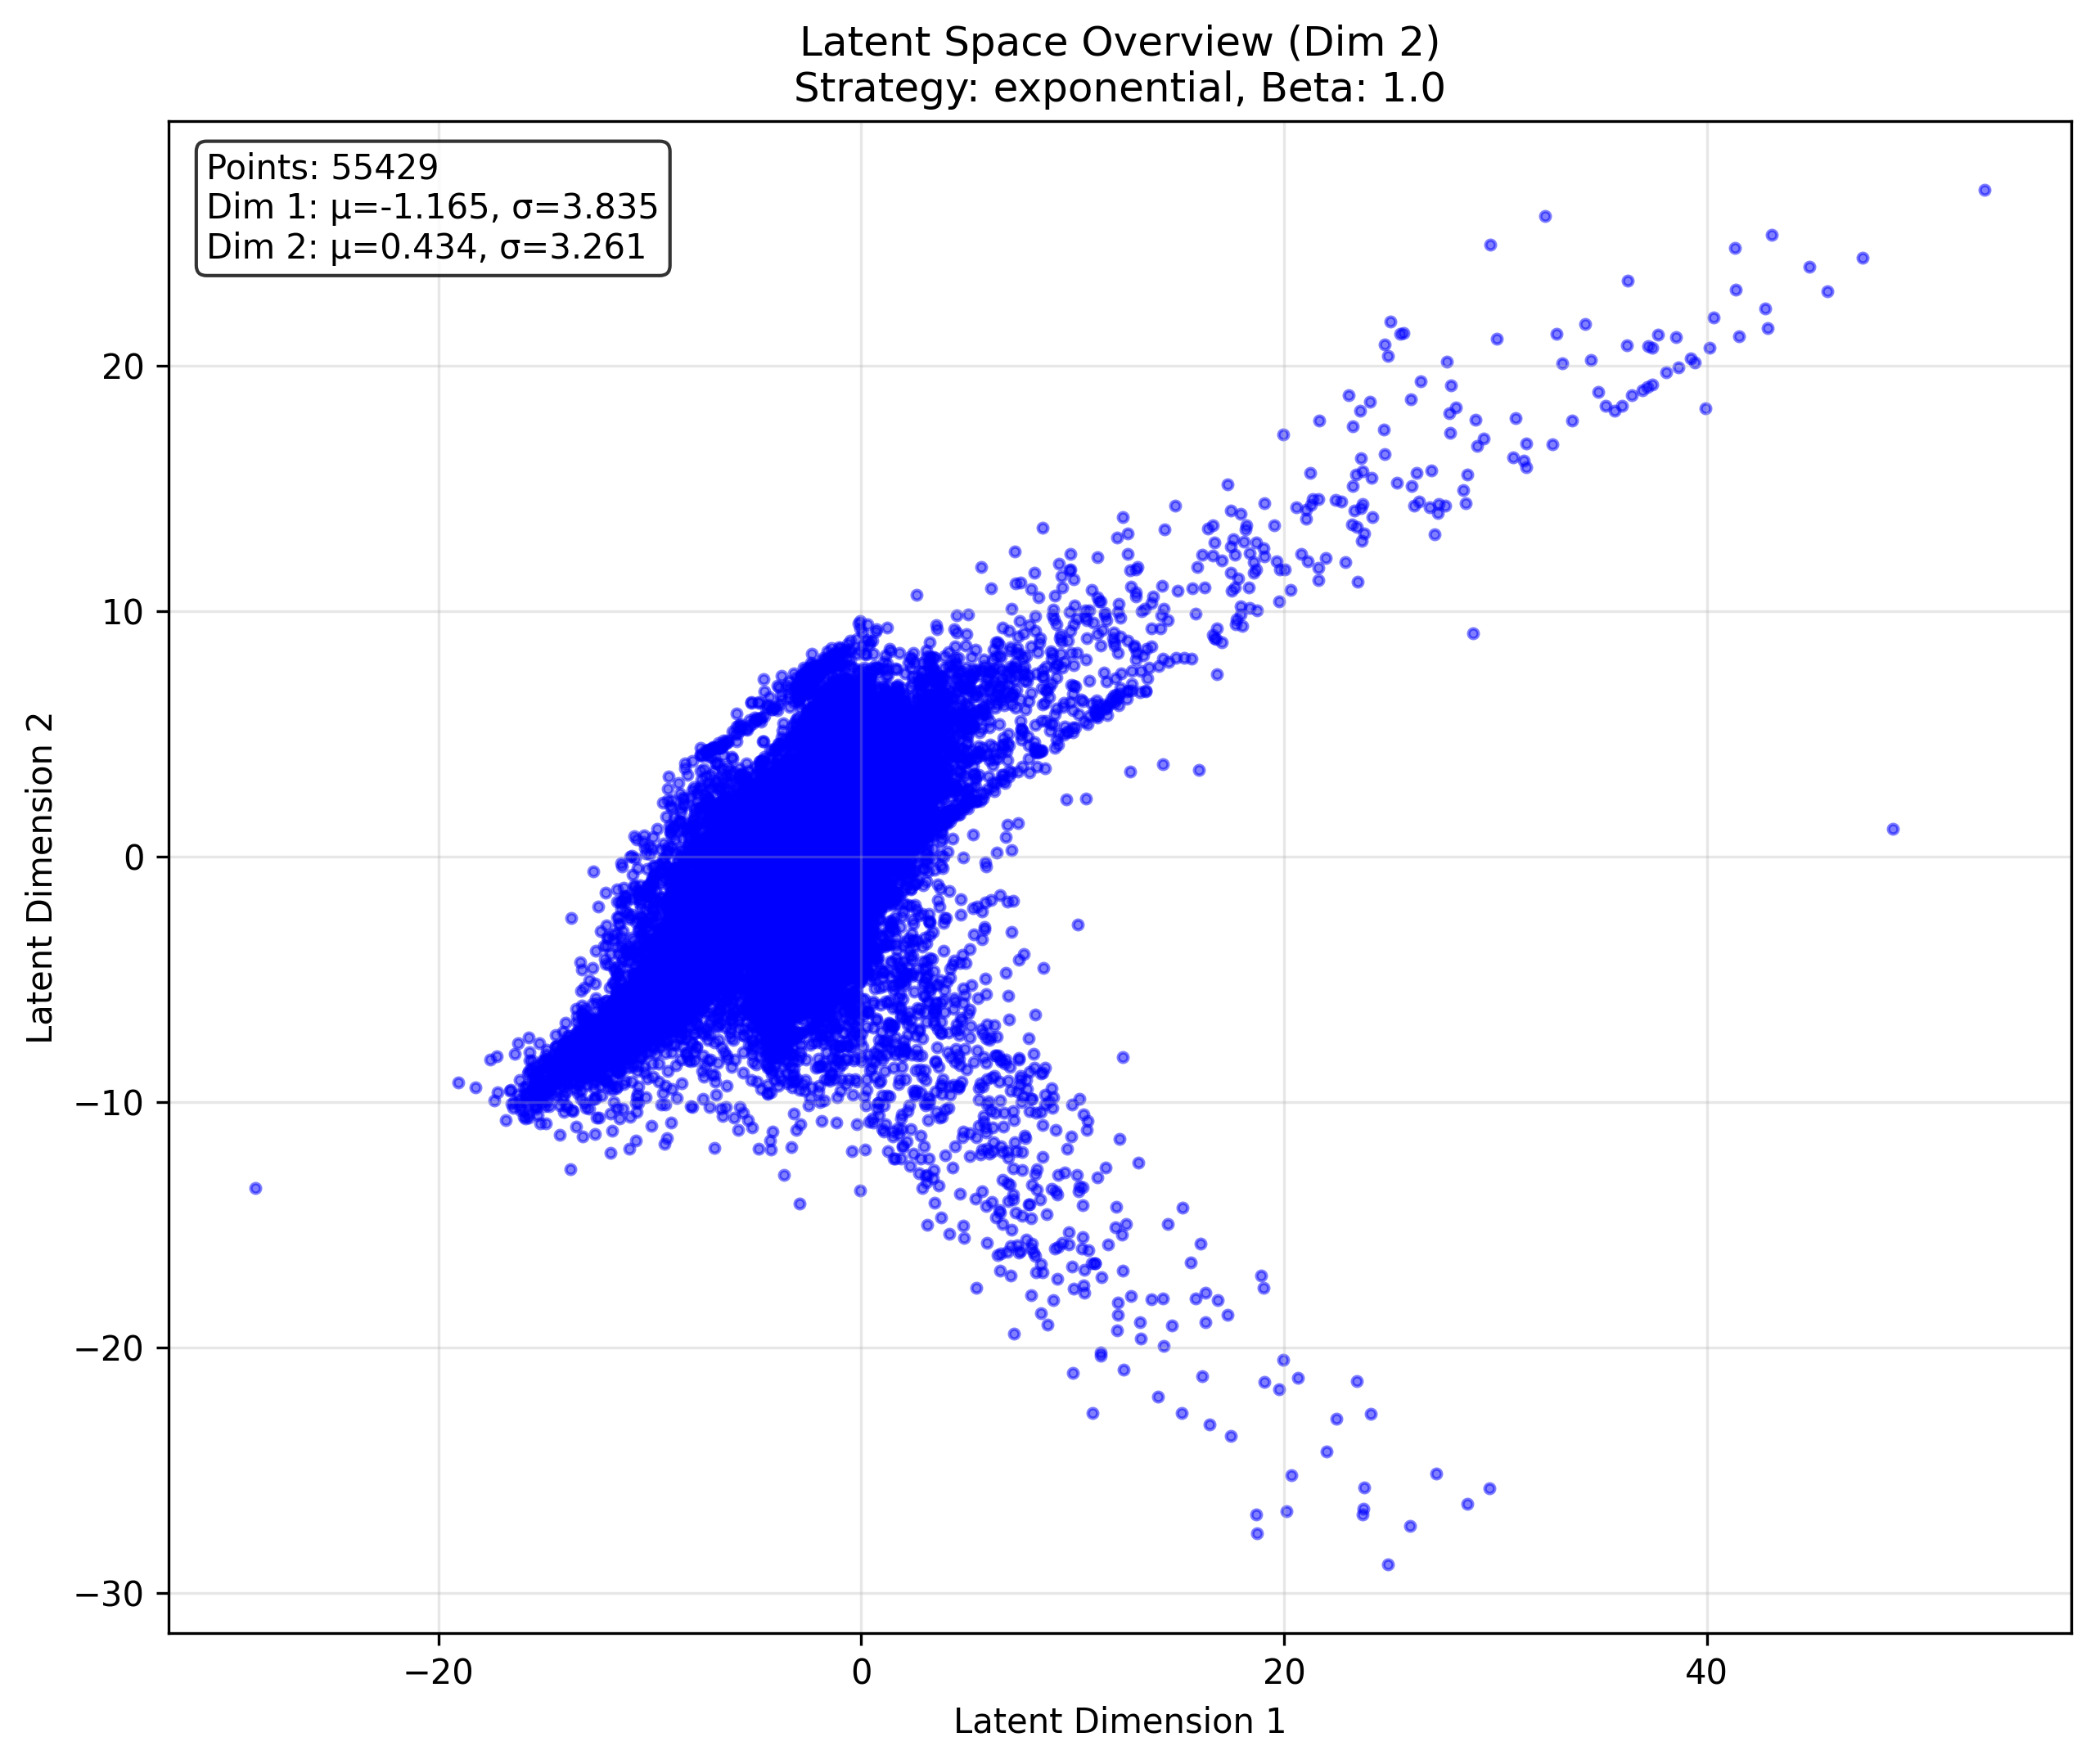 Latent Space Overview (Dim 2)
Strategy: exponential, Beta: 1.0
Points: 55429
Dim 1: μ=-1.165, σ=3.835
Dim 2: μ=0.434, σ=3.261
20
10
0
−10
−20
−30
Latent Dimension 2
−20
0
20
40
Latent Dimension 1